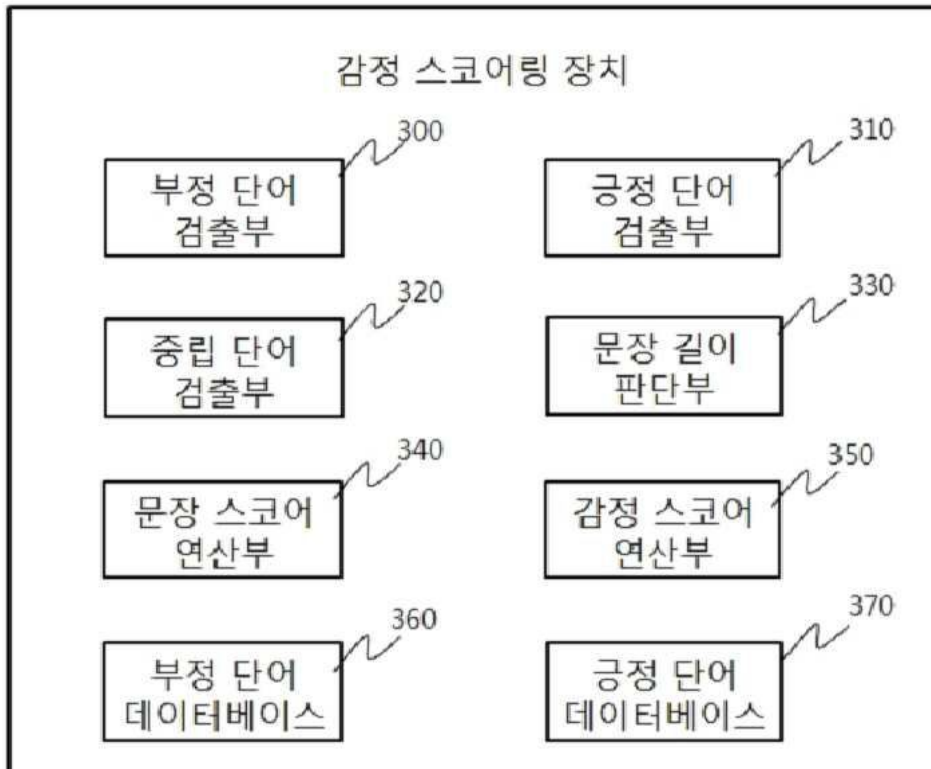 감정 스코어링 장치
300
310
부정 단어
검출부
긍정 단어
검출부
320
330
중립 단어
검출부
문장 길이
판단부
340
350
문장 스코어
연산부
감정 스코어
연산부
360
370
부정 단어
데이터베이스
긍정 단어
데이터베이스